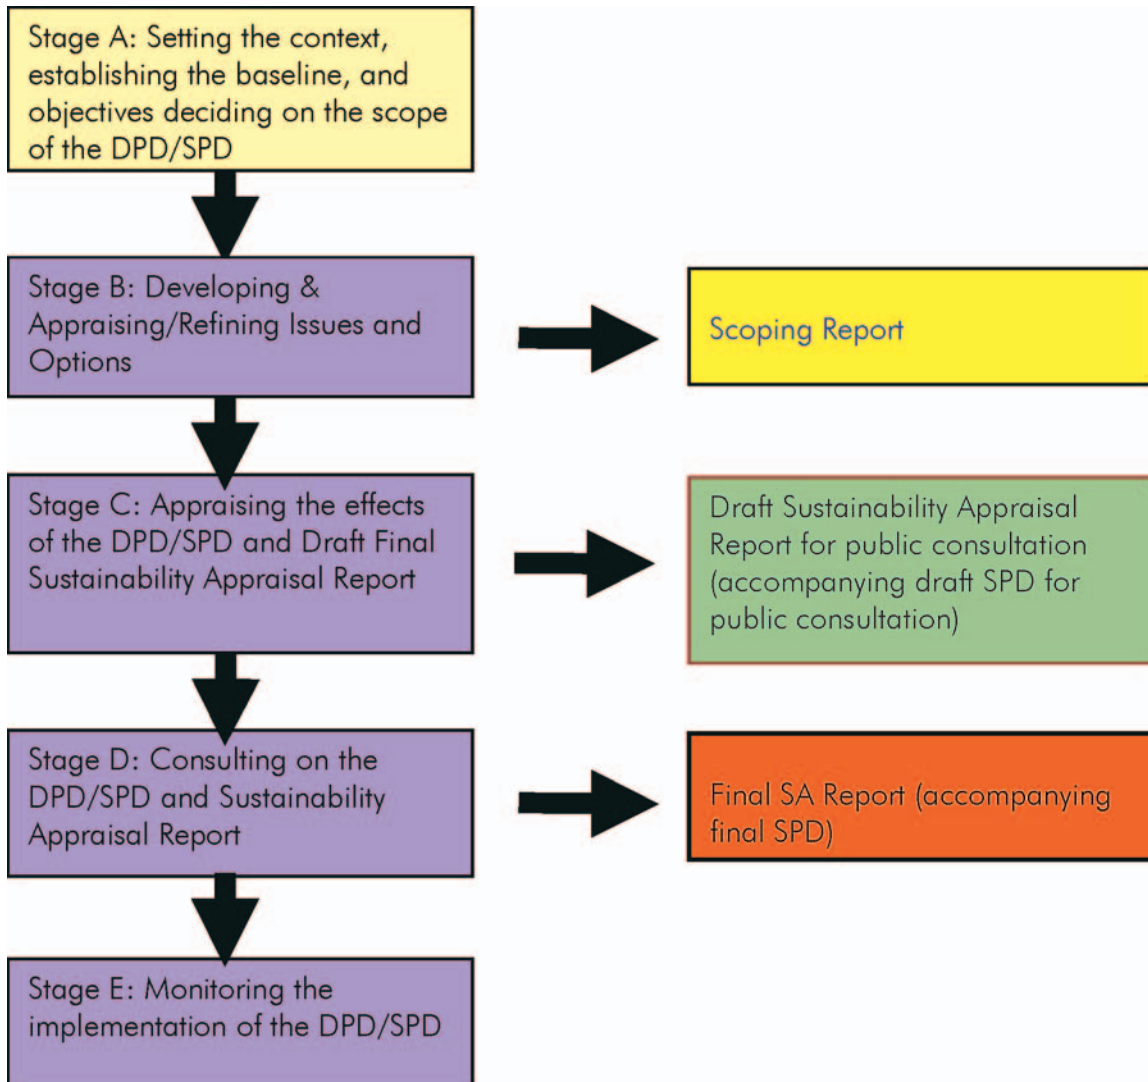 Stage A: Setting the context,
establishing the baseline, and
objectives deciding on the scope
of the DPD/SPD
Stage B: Developing &
Appraising/Refining Issues and
Options
Scoping Report
Stage C: Appraising the effects
of the DPD/SPD and Draft Final
Sustainability Appraisal Report
Draft Sustainability Appraisal
Report for public consultation
(accompanying draft SPD for
public consultation)
Stage D: Consulting on the
DPD/SPD and Sustainability
Appraisal Report
Final SA Report (accompanying
final SPD)
Stage E: Monitoring the
implementation of the DPD/SPD